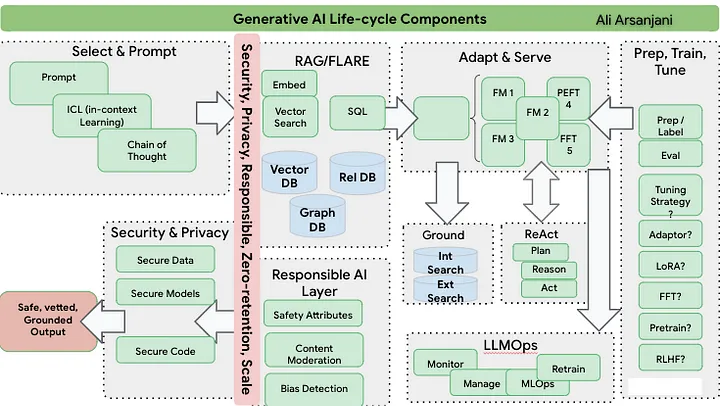 Generative AI Life-cycle Components
Ali Arsanjani
Select & Prompt
Prompt
ICL (in-context
Learning)
Chain of
Thought
Security, Privacy, Responsible, Zero-retention, Scale
RAG/FLARE
Embed
Vector
Search
SQL
Vector
DB
Rel DB
Graph
DB
Adapt & Serve
FM 1
PEFT
4
FM 2
FM 3
FFT
5
Prep, Train,
Tune
Prep /
Label
Eval
Tuning
Strategy
?
Adaptor?
LoRA?
FFT?
Pretrain?
RLHF?
Ground
Int
Search
Ext
Search
ReAct
Plan
Reason
Act
Security & Privacy
Secure Data
Secure Models
Secure Code
Safe, vetted,
Grounded
Output
Responsible AI
Layer
Safety Attributes
Content
Moderation
Bias Detection
LLMOps
Monitor
Manage
MLOps
Retrain